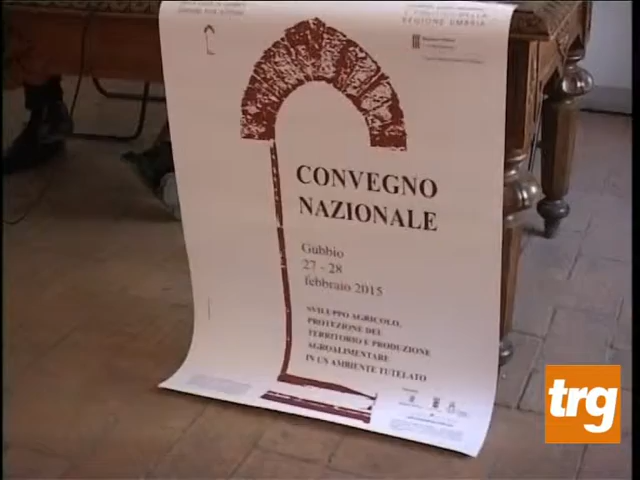 REGIONE UMBRIA
CONVEGNO
NAZIONALE
Gubbio
27 - 28
febbraio 2015
SVILUPPO AGRICOLO,
PROTEZIONE DEL
TERRITORIO E PRODUZIONE
AGROALIMENTARE
IN UN AMBIENTE TUTELATO
trg